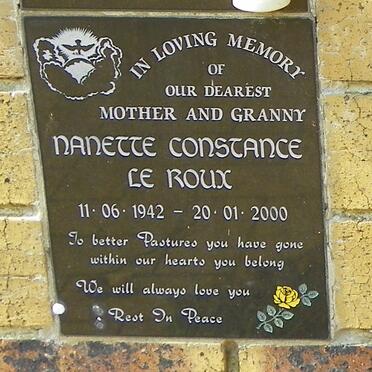 IN LOVING MEMORY
OF
OUR DEAREST
MOTHER AND GRANNY
NANETTE CONSTANCE
LE ROUX
11·06·1942 – 20·01·2000
To better Pastures you have gone
within our hearts you belong
We will always love you
Rest In Peace